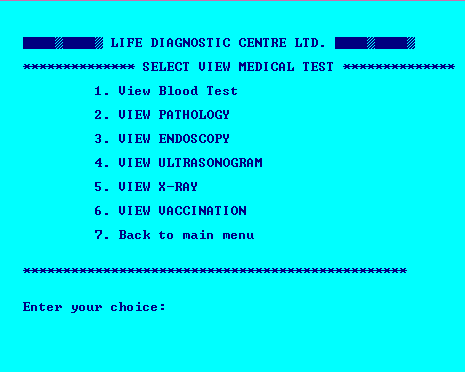 LIFE DIAGNOSTIC CENTRE LTD.
************** SELECT VIEW MEDICAL TEST **************
1. View Blood Test
2. VIEW PATHOLOGY
3. VIEW ENDOSCOPY
4. VIEW ULTRASONOGRAM
5. VIEW X-RAY
6. VIEW VACCINATION
7. Back to main menu
************************************************
Enter your choice: